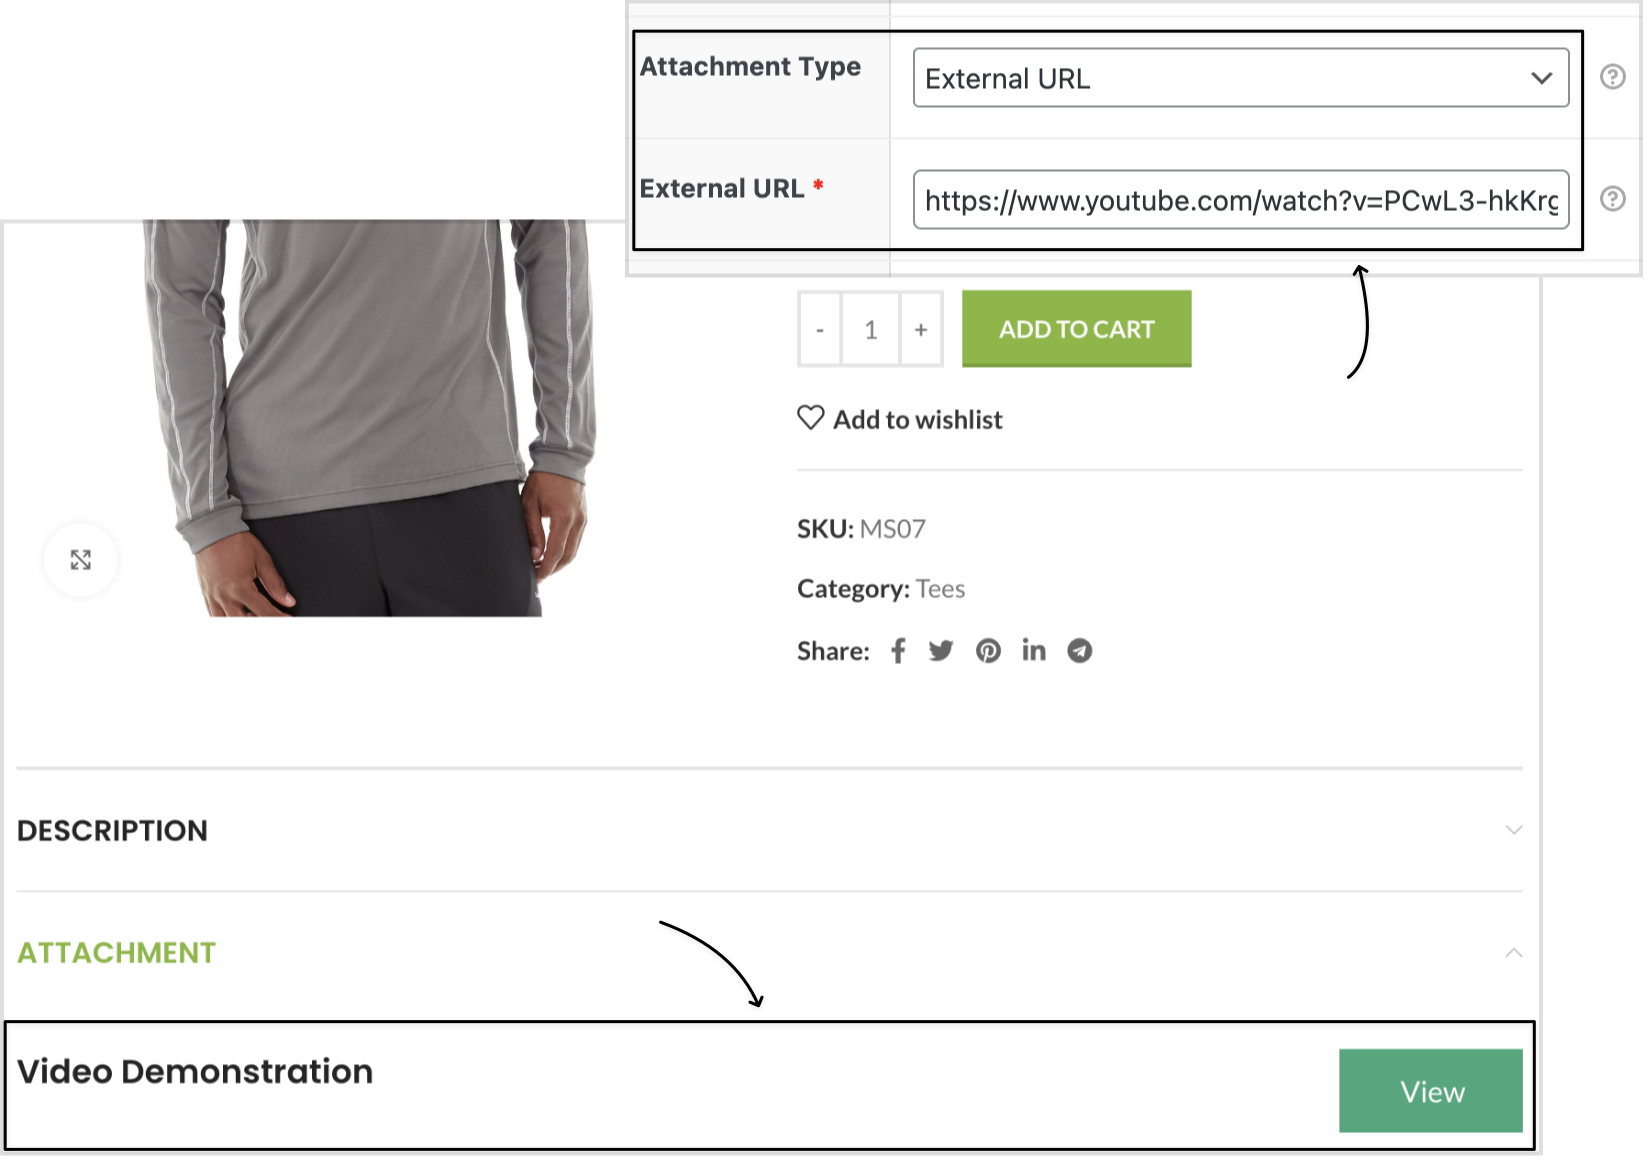 Attachment Type
External URL
External URL *
https://www.youtube.com/watch?v=PCwL3-hkKrg
- 1 +
ADD TO CART
Add to wishlist
SKU: MS07
Category: Tees
Share:
DESCRIPTION
ATTACHMENT
Video Demonstration
View